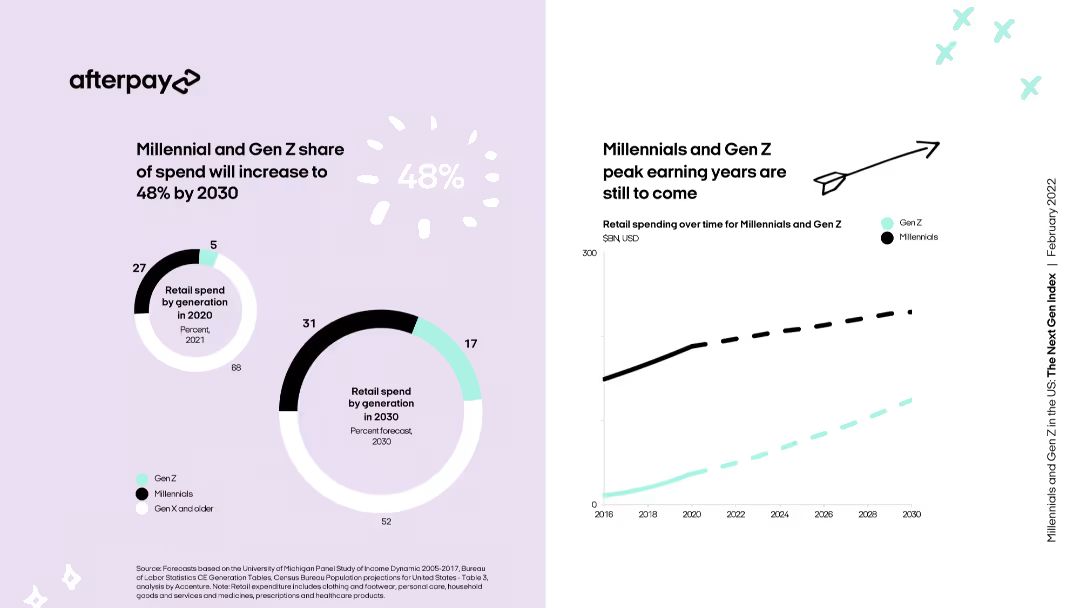 afterpay
Millennial and Gen Z share
of spend will increase to
48% by 2030
48%
5
27
Retail spend
by generation
in 2020
Percent,
2021
68
31
17
Retail spend
by generation
in 2030
Percent forecast,
2030
52
Gen Z
Millennials
Gen X and older
Source: Forecasts based on the University of Michigan Panel Study of Income Dynamic 2005-2017, Bureau
of Labor Statistics CE Generation Tables, Census Bureau Population projections for United States - Table 3,
analysis by Accenture. Note: Retail expenditure includes clothing and footwear, personal care, household
goods and services and medicines, prescriptions and healthcare products.
Millennials and Gen Z
peak earning years are
still to come
Retail spending over time for Millennials and Gen Z
$BN, USD
Gen Z
Millennials
300
0
2016 2018 2020 2022 2024 2026 2028 2030
Millennials and Gen Z in the US: The Next Gen Index | February 2022